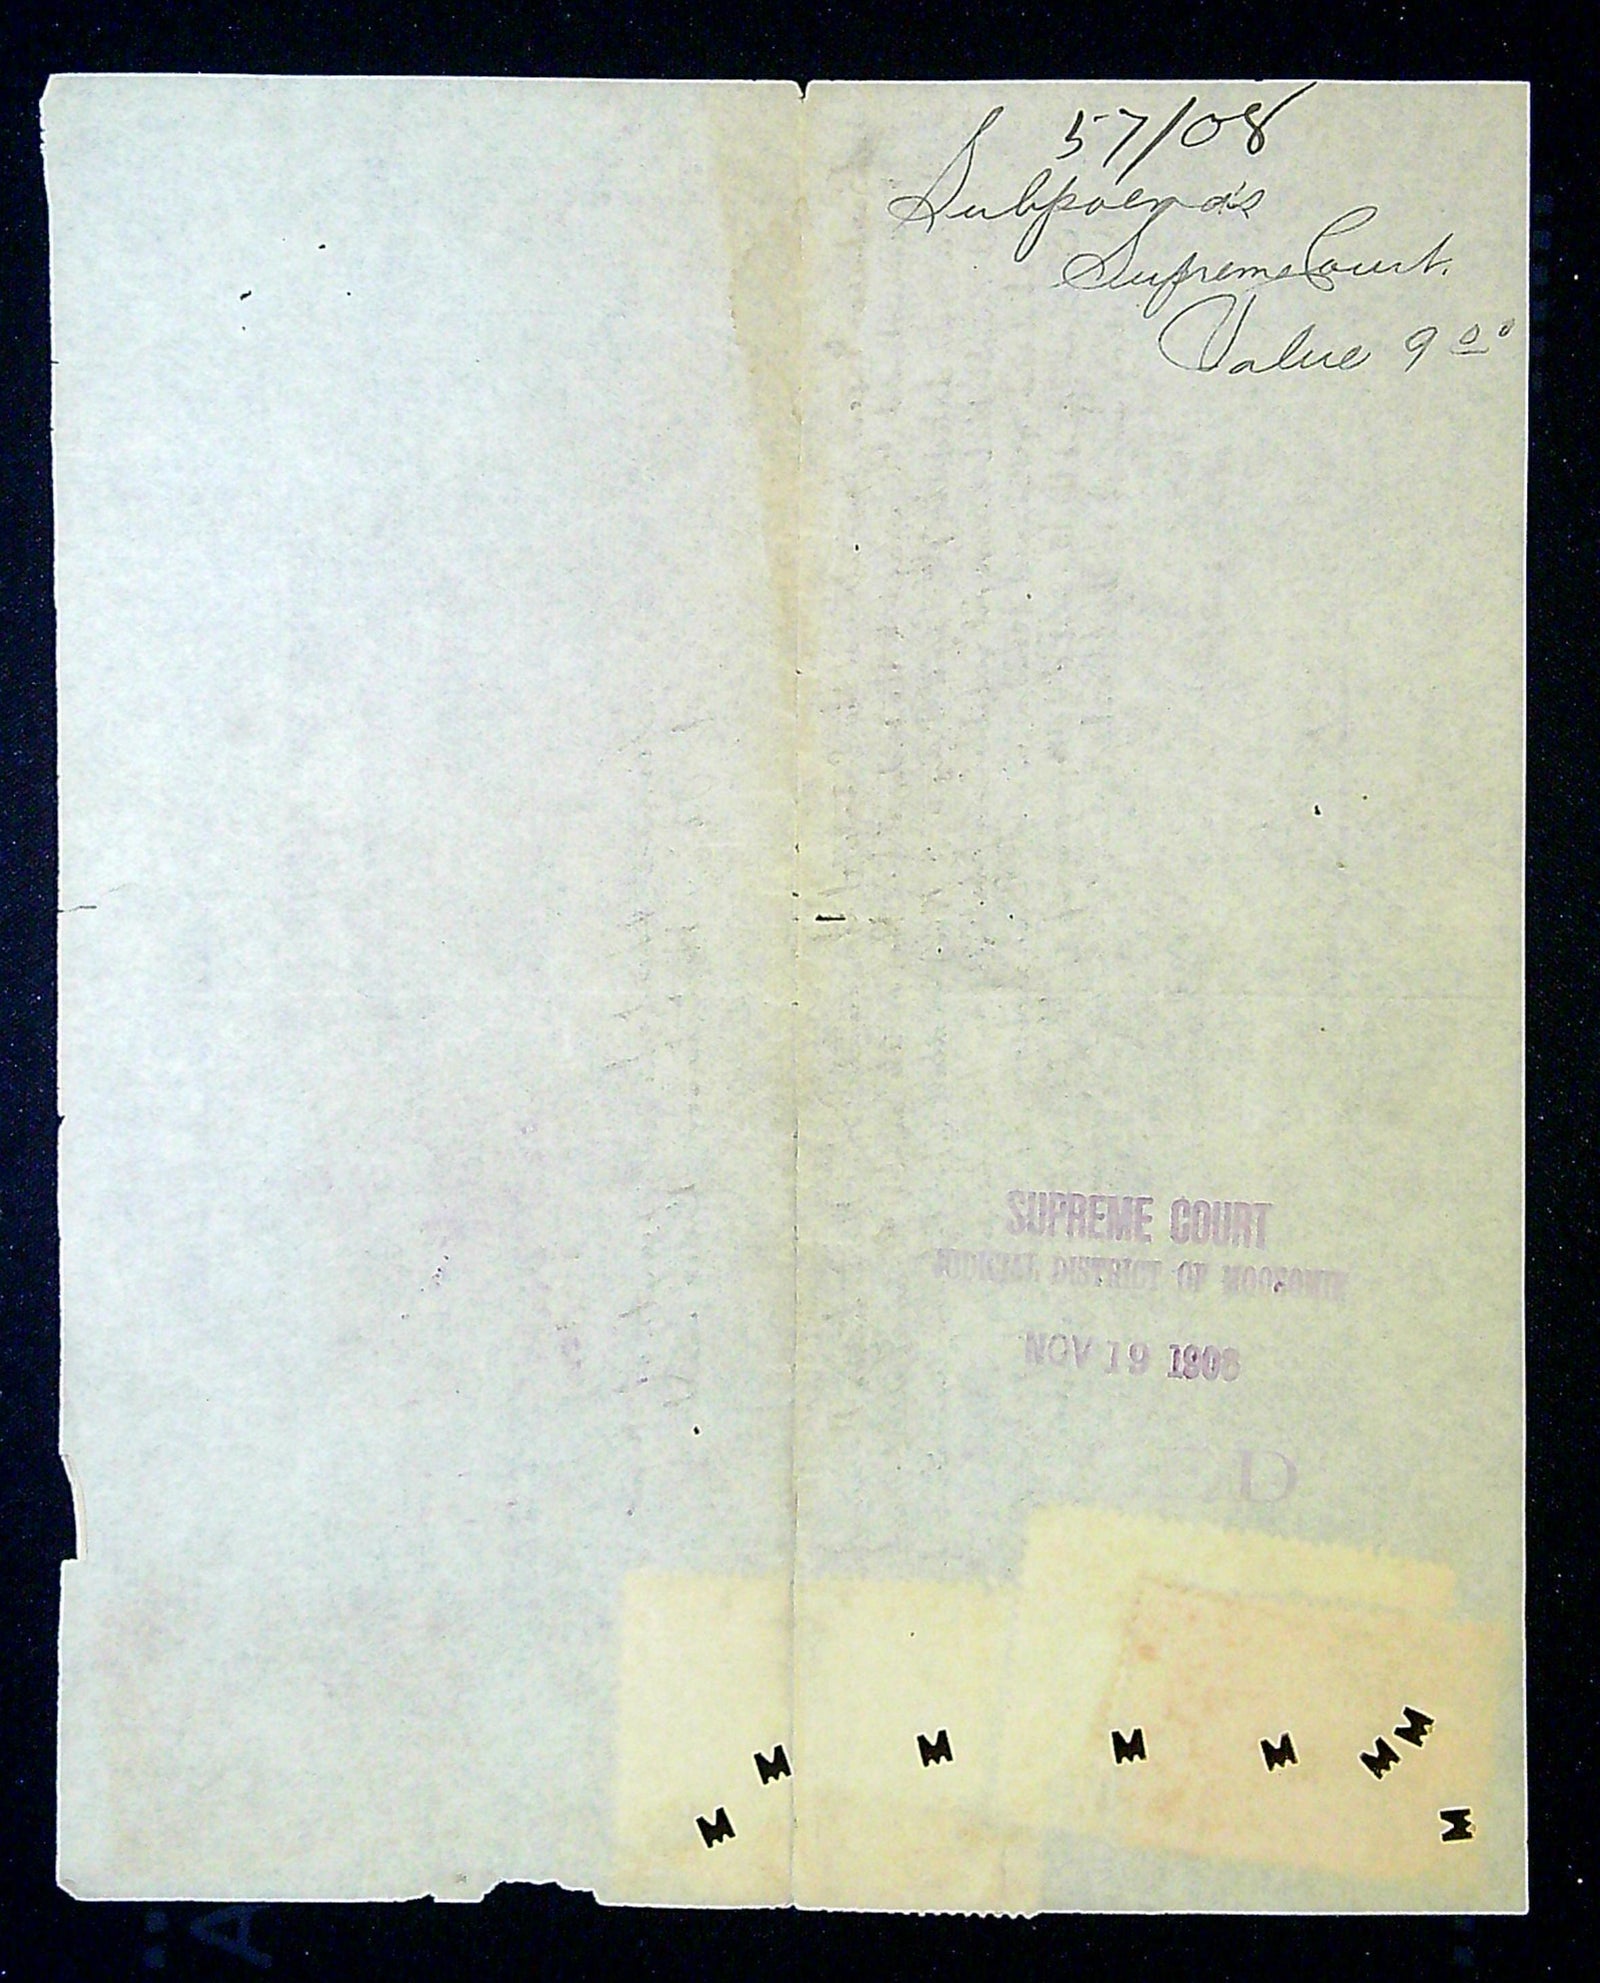 57/08
Subpoena's
Supreme Court.
Value 9 00
SUPREME COURT
JUDICIAL DISTRICT OF MOOSOMIN
NOV 19 1908
D
M M M M M M M M